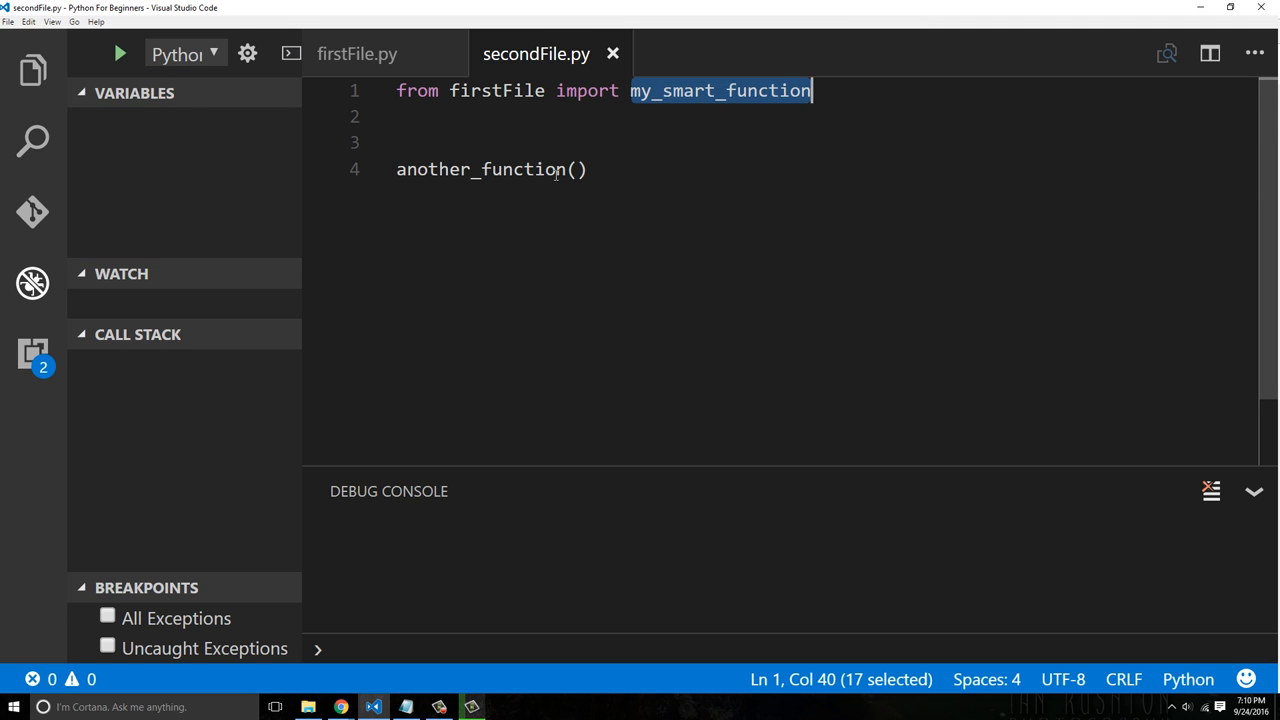 secondFile.py - Python For Beginners - Visual Studio Code
File Edit View Go Help
Python
firstFile.py
secondFile.py
VARIABLES
WATCH
CALL STACK
BREAKPOINTS
All Exceptions
Uncaught Exceptions
1 from firstFile import my_smart_function
2
3
4 another_function()
DEBUG CONSOLE
2
0 0
Ln 1, Col 40 (17 selected) Spaces: 4 UTF-8 CRLF Python
I'm Cortana. Ask me anything.
7:10 PM
9/24/2016